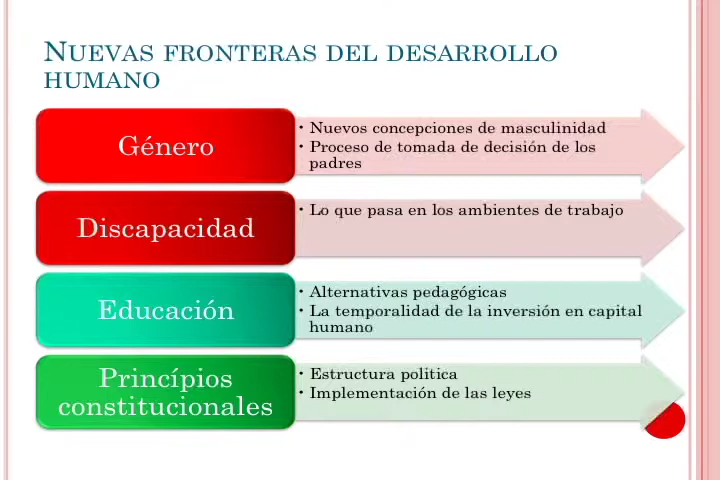 Nuevas fronteras del desarrollo
humano
Género
• Nuevos concepciones de masculinidad
• Proceso de tomada de decisión de los
padres
Discapacidad
• Lo que pasa en los ambientes de trabajo
Educación
• Alternativas pedagógicas
• La temporalidad de la inversión en capital
humano
Princípios
constitucionales
• Estructura politica
• Implementación de las leyes